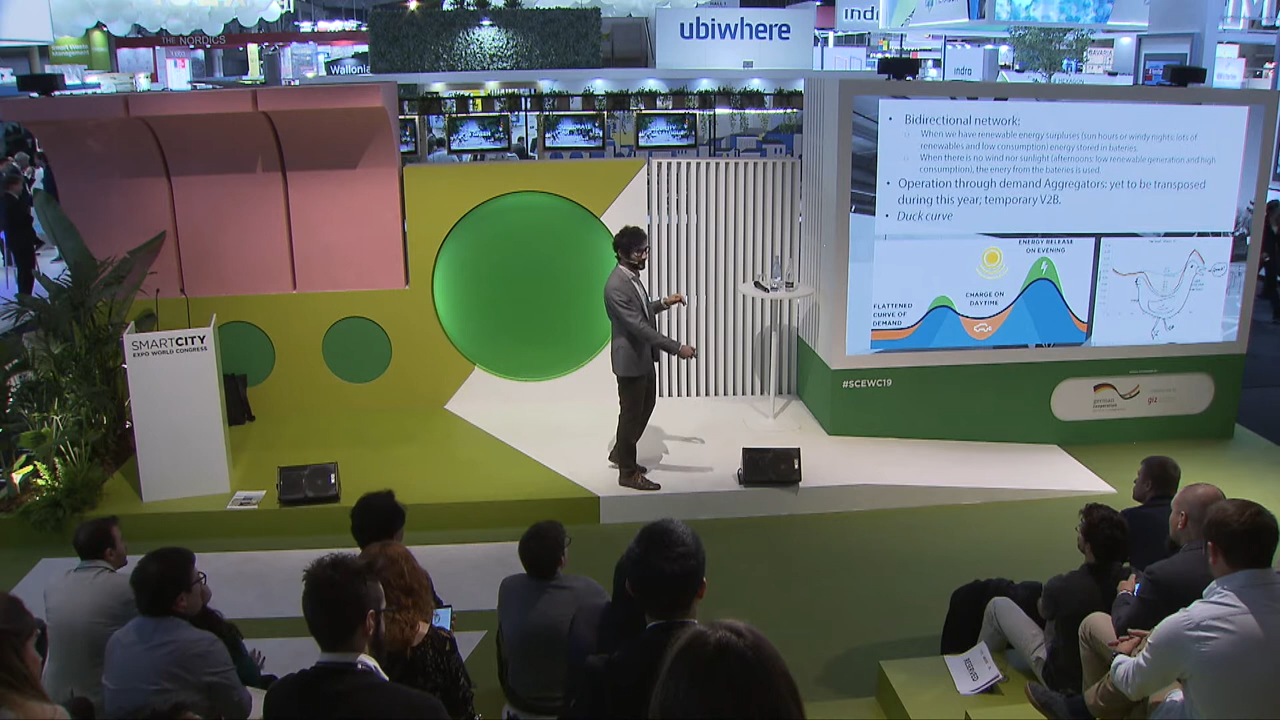 THE NORDICS
Wallonia
ubiwhere
indra
• Bidirectional network:
When we have renewable energy surpluses (sun hours or windy nights: lots of
renewables and low consumption) energy stored in bateries.
When there is no wind nor sunlight (afternoons: low renewable generation and high
consumption), the enery from the bateries is used.
• Operation through demand Aggregators: yet to be transposed
during this year; temporary V2B.
• Duck curve
ENERGY RELEASE
ON EVENING
CHARGE ON
DAYTIME
FLATTENED
CURVE OF
DEMAND
SMARTCITY
EXPO WORLD CONGRESS
#SCEWC19
german
cooperation
giz